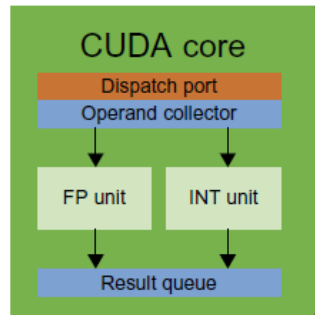 CUDA core
Dispatch port
Operand collector
FP unit
INT unit
Result queue